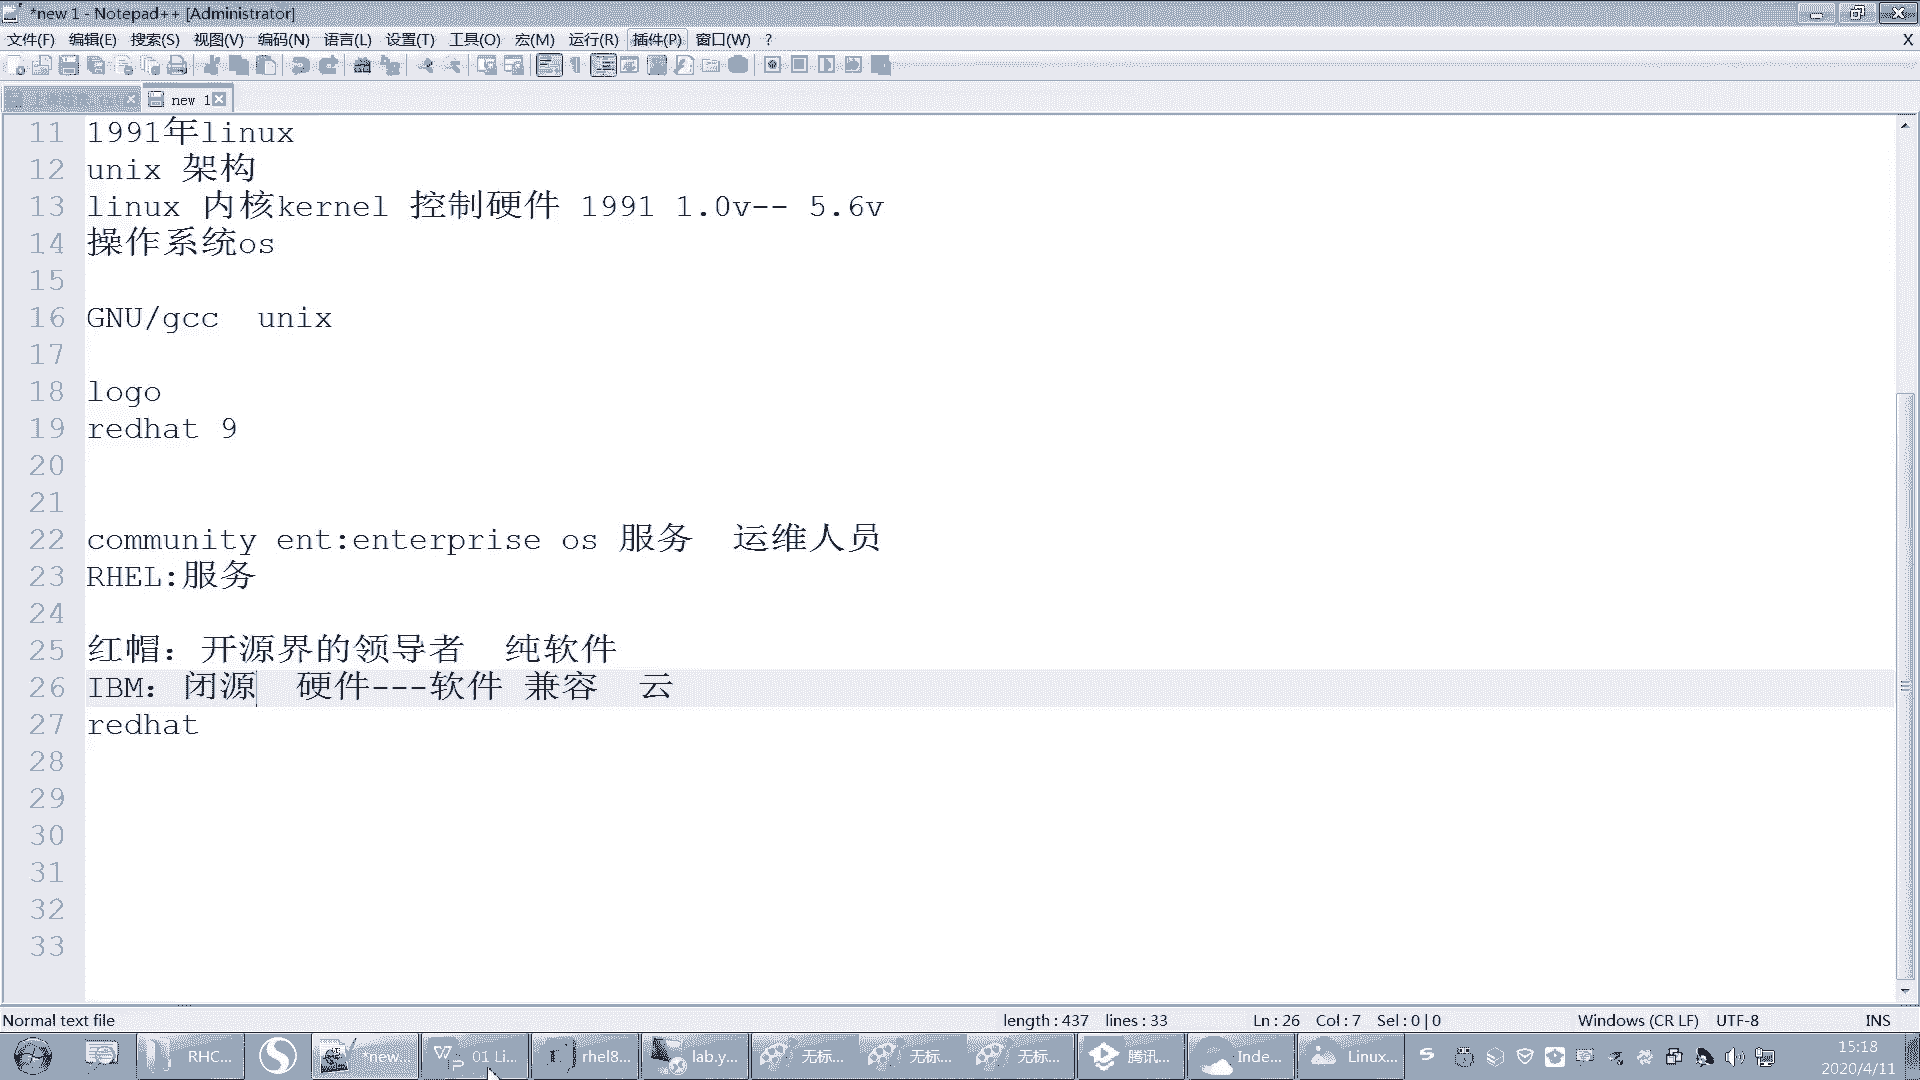 *new 1 - Notepad++ [Administrator]
文件(F) 编辑(E) 搜索(S) 视图(V) 编码(N) 语言(L) 设置(T) 工具(O) 宏(M) 运行(R) 插件(P) 窗口(W) ? X
new 1
11 1991年linux
12 unix 架构
13 linux 内核kernel 控制硬件 1991 1.0v-- 5.6v
14 操作系统os
15
16 GNU/gcc  unix
17
18 logo
19 redhat 9
20
21
22 community ent:enterprise os 服务  运维人员
23 RHEL:服务
24
25 红帽：开源界的领导者  纯软件
26 IBM：闭源  硬件---软件 兼容  云
27 redhat
28
29
30
31
32
33
Normal text file length : 437 lines : 33 Ln : 26 Col : 7 Sel : 0 | 0 Windows (CR LF) UTF-8 INS
RHC... *new... 01 Li... rhel8... lab.y... 无标... 无标... 无标... 腾讯... Inde... Linux... 15:18
2020/4/11